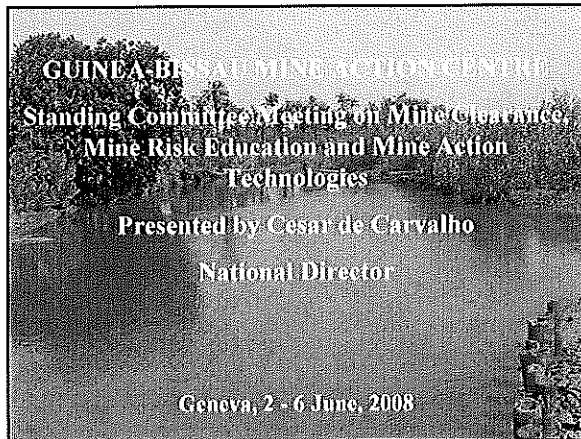 GUINEA-BISSAU MINE ACTION CENTRE
Standing Committee Meeting on Mine Clearance,
Mine Risk Education and Mine Action
Technologies
Presented by Cesar de Carvalho
National Director
Geneva, 2 - 6 June, 2008